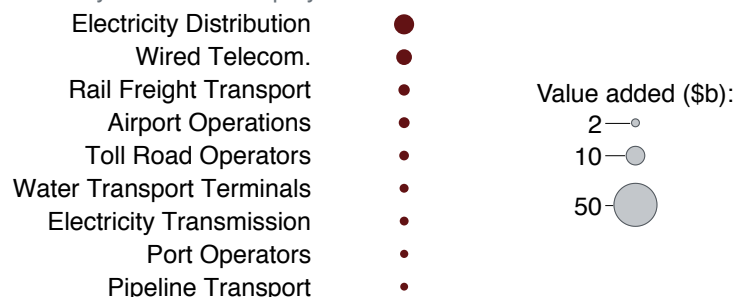 Electricity Distribution
Wired Telecom.
Rail Freight Transport
Airport Operations
Toll Road Operators
Water Transport Terminals
Electricity Transmission
Port Operators
Pipeline Transport
Value added ($b):
2
10
50